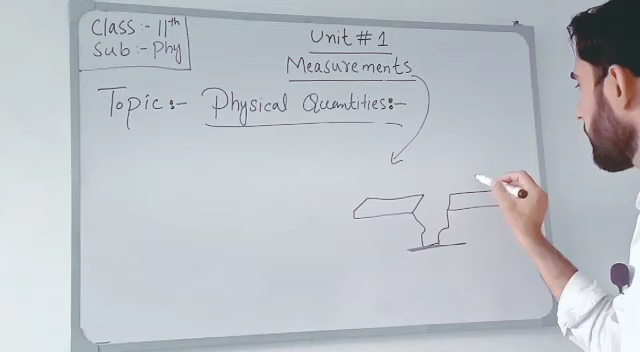 Class:- 11th
Sub:- Phy
Unit # 1
Measurements
Topic:- Physical Quantities:-